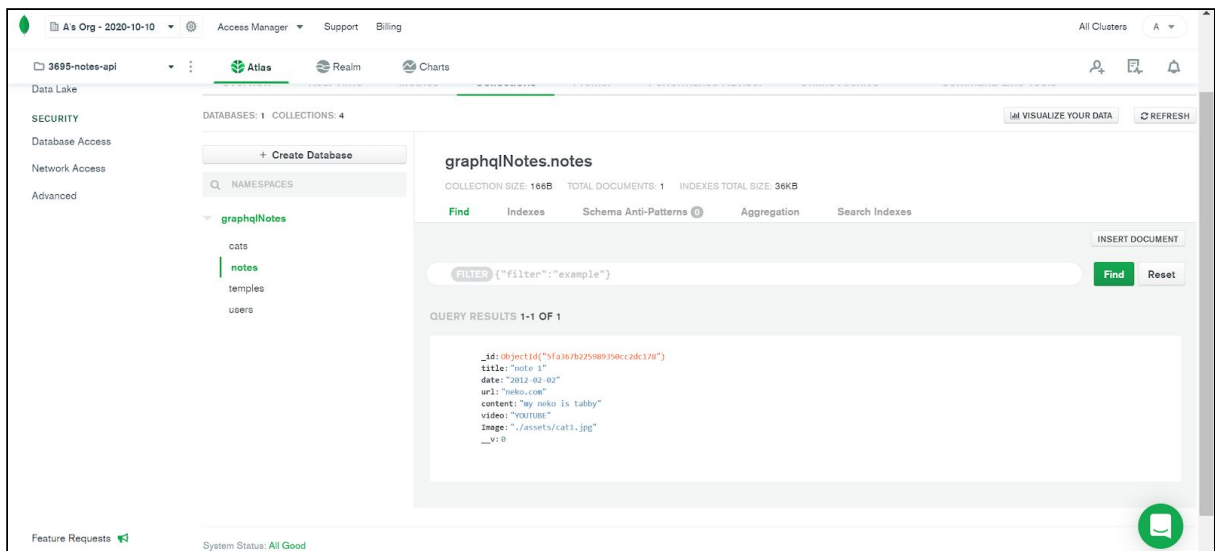 A's Org - 2020-10-10 Access Manager Support Billing All Clusters A
3695-notes-api Atlas Realm Charts
Data Lake
SECURITY
Database Access
Network Access
Advanced
Feature Requests
DATABASES: 1 COLLECTIONS: 4 VISUALIZE YOUR DATA REFRESH
+ Create Database
NAMESPACES
graphqlNotes
cats
notes
temples
users
graphqlNotes.notes
COLLECTION SIZE: 166B TOTAL DOCUMENTS: 1 INDEXES TOTAL SIZE: 36KB
Find Indexes Schema Anti-Patterns 0 Aggregation Search Indexes
INSERT DOCUMENT
FILTER {"filter":"example"} Find Reset
QUERY RESULTS 1-1 OF 1
_id:ObjectId("5fa367b225989350cc2dc178")
title:"note 1"
date:"2012-02-02"
url:"neko.com"
content:"my neko is tabby"
video:"YOUTUBE"
Image:"./assets/cat1.jpg"
__v:0
System Status: All Good